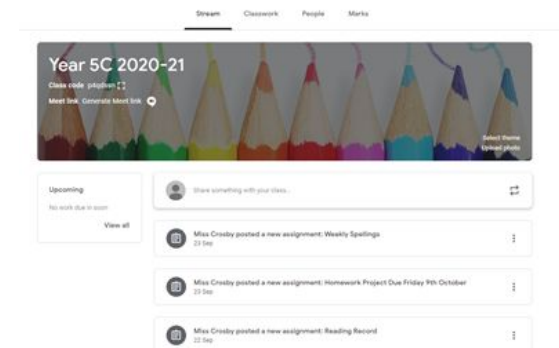 Stream Classwork People Marks
Year 5C 2020-21
Class code
Meet link Generate Meet link
Select theme
Upload photo
Upcoming
No work due in soon
View all
Share something with your class...
Miss Crosby posted a new assignment: Weekly Spellings
23 Sep
Miss Crosby posted a new assignment: Homework Project Due Friday 9th October
23 Sep
Miss Crosby posted a new assignment: Reading Record
22 Sep